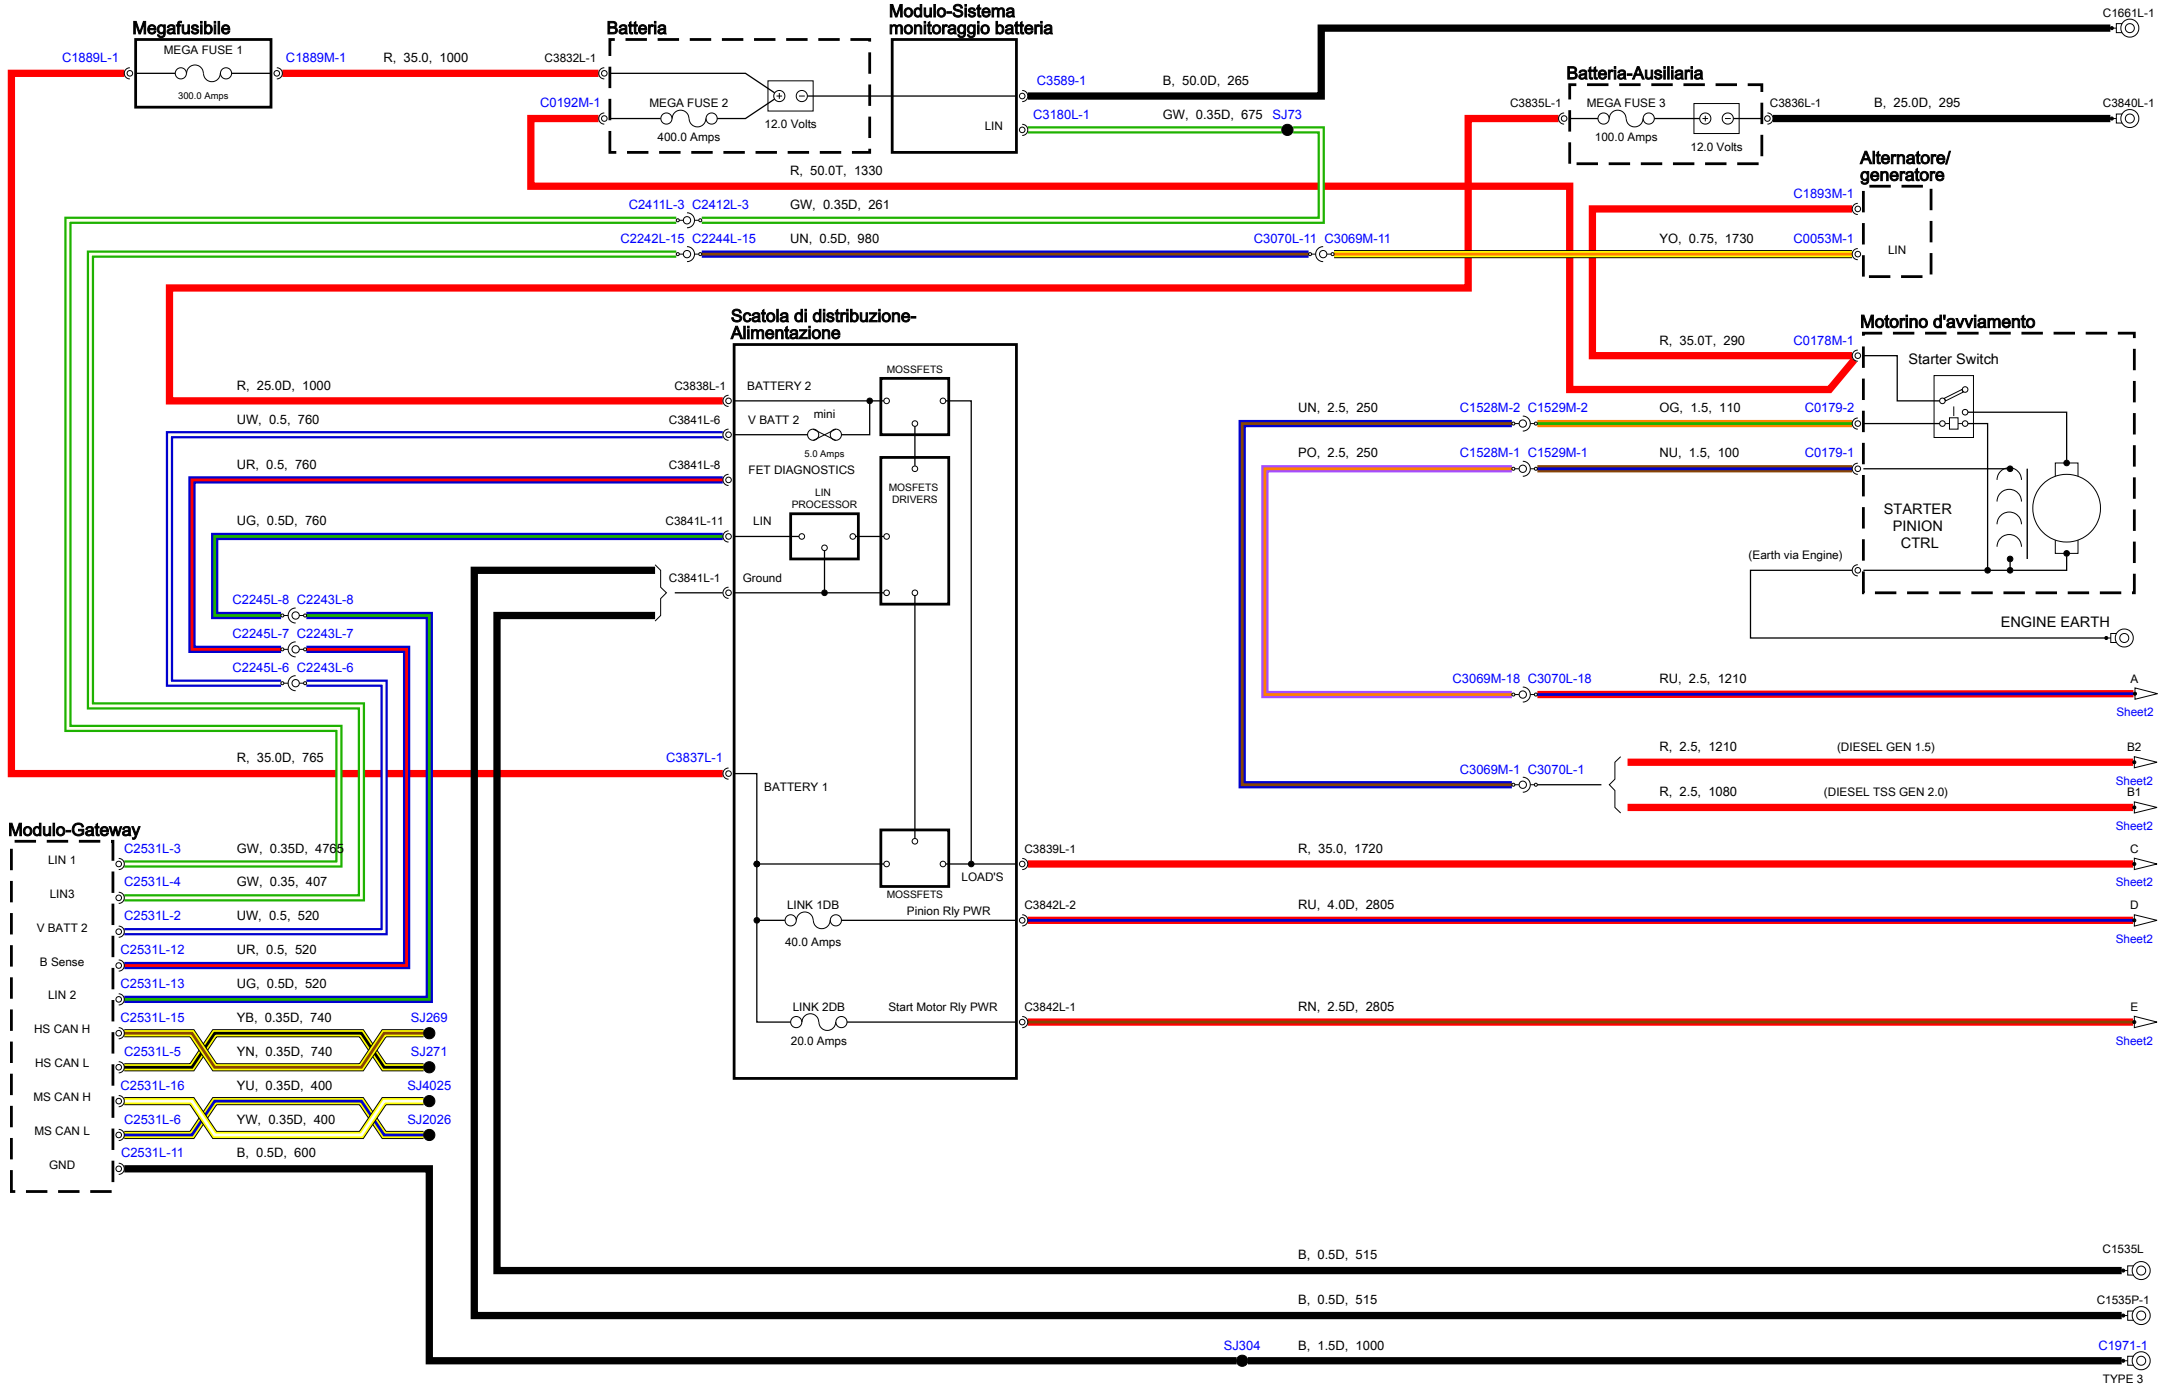 Megafusibile
MEGA FUSE 1
300.0 Amps
C1889L-1
C1889M-1
R, 35.0, 1000
Batteria
C3832L-1
C0192M-1
MEGA FUSE 2
400.0 Amps
12.0 Volts
Modulo-Sistema
monitoraggio batteria
LIN
C3589-1
B, 50.0D, 265
C3180L-1
GW, 0.35D, 675
SJ73
C1661L-1
Batteria-Ausiliaria
C3835L-1
MEGA FUSE 3
100.0 Amps
12.0 Volts
C3836L-1
B, 25.0D, 295
C3840L-1
R, 50.0T, 1330
Alternatore/
generatore
C1893M-1
C2411L-3
C2412L-3
GW, 0.35D, 261
C2242L-15
C2244L-15
UN, 0.5D, 980
C3070L-11
C3069M-11
YO, 0.75, 1730
C0053M-1
LIN
Scatola di distribuzione-
Alimentazione
Motorino d'avviamento
R, 35.0T, 290
C0178M-1
Starter Switch
R, 25.0D, 1000
C3838L-1
BATTERY 2
MOSSFETS
UW, 0.5, 760
C3841L-6
V BATT 2
mini
5.0 Amps
UN, 2.5, 250
C1528M-2
C1529M-2
OG, 1.5, 110
C0179-2
UR, 0.5, 760
C3841L-8
FET DIAGNOSTICS
PO, 2.5, 250
C1528M-1
C1529M-1
NU, 1.5, 100
C0179-1
LIN
PROCESSOR
MOSFETS
DRIVERS
UG, 0.5D, 760
C3841L-11
LIN
STARTER
PINION
CTRL
(Earth via Engine)
C3841L-1
Ground
C2245L-8
C2243L-8
ENGINE EARTH
C2245L-7
C2243L-7
C2245L-6
C2243L-6
C3069M-18
C3070L-18
RU, 2.5, 1210
A
Sheet2
R, 35.0D, 765
C3837L-1
BATTERY 1
R, 2.5, 1210
(DIESEL GEN 1.5)
B2
Sheet2
C3069M-1
C3070L-1
R, 2.5, 1080
(DIESEL TSS GEN 2.0)
B1
Sheet2
Modulo-Gateway
LIN 1
C2531L-3
GW, 0.35D, 4765
C3839L-1
R, 35.0, 1720
C
Sheet2
LOAD'S
MOSSFETS
LIN3
C2531L-4
GW, 0.35, 407
V BATT 2
C2531L-2
UW, 0.5, 520
LINK 1DB
40.0 Amps
Pinion Rly PWR
C3842L-2
RU, 4.0D, 2805
D
Sheet2
B Sense
C2531L-12
UR, 0.5, 520
LIN 2
C2531L-13
UG, 0.5D, 520
LINK 2DB
20.0 Amps
Start Motor Rly PWR
C3842L-1
RN, 2.5D, 2805
E
Sheet2
HS CAN H
C2531L-15
YB, 0.35D, 740
SJ269
HS CAN L
C2531L-5
YN, 0.35D, 740
SJ271
MS CAN H
C2531L-16
YU, 0.35D, 400
SJ4025
MS CAN L
C2531L-6
YW, 0.35D, 400
SJ2026
GND
C2531L-11
B, 0.5D, 600
B, 0.5D, 515
C1535L
B, 0.5D, 515
C1535P-1
SJ304
B, 1.5D, 1000
C1971-1
TYPE 3